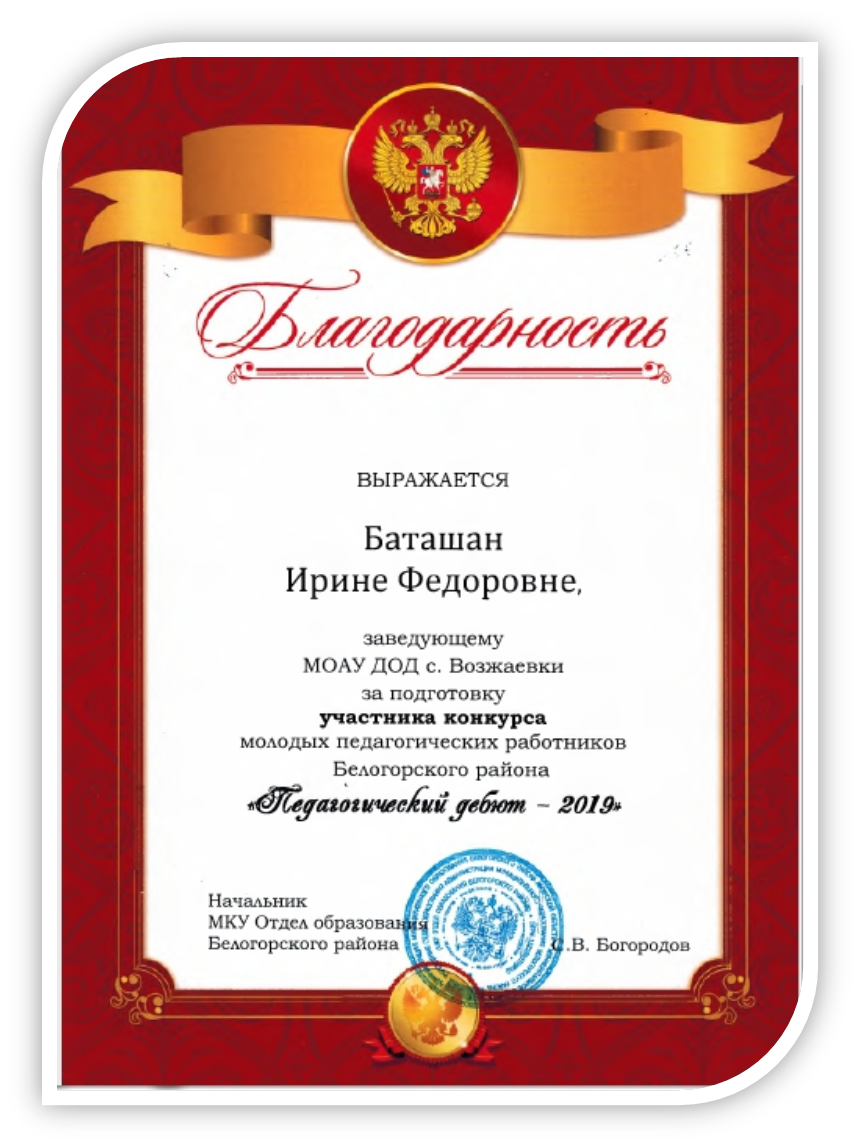 Благодарность
ВЫРАЖАЕТСЯ
Баташан
Ирине Федоровне,
заведующему
МОАУ ДОД с. Возжаевки
за подготовку
участника конкурса
молодых педагогических работников
Белогорского района
«Педагогический дебют – 2019»
Начальник
МКУ Отдел образования
Белогорского района С.В. Богородов